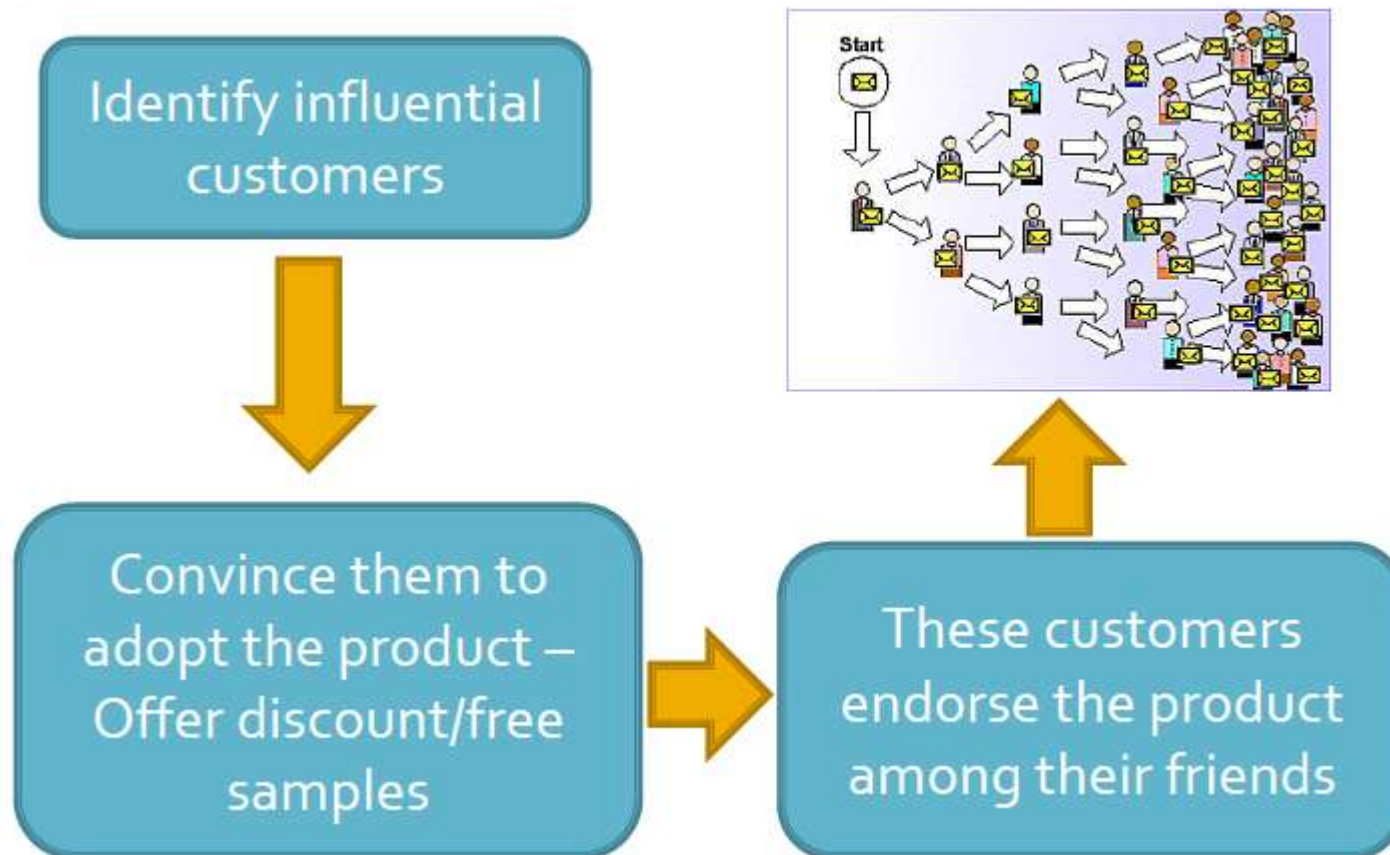 Identify influential
customers
Convince them to
adopt the product –
Offer discount/free
samples
These customers
endorse the product
among their friends
Start